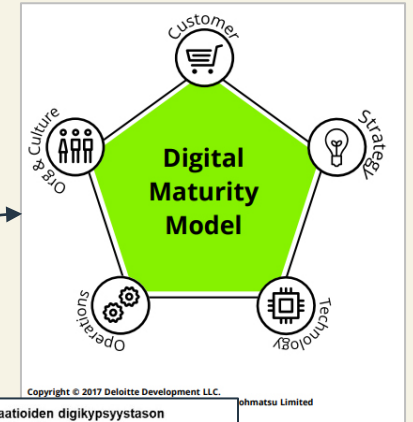 Customer
Strategy
Org & Culture
Digital
Maturity
Model
Operations
Technology
Copyright © 2017 Deloitte Development LLC.
ohmatsu Limited
aatioiden digikypsyystason